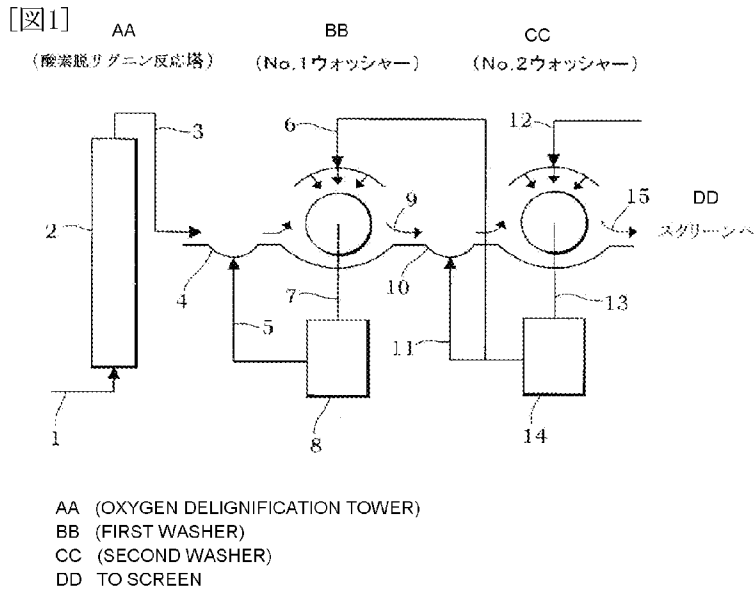 [図1]
AA BB CC
(酸素脱リグニン反応塔) (No.1ウォッシャー) (No.2ウォッシャー)
3 6 12
2 9 15 DD
スクリーンへ
4 10
7 13
5 11
1 8 14
AA (OXYGEN DELIGNIFICATION TOWER)
BB (FIRST WASHER)
CC (SECOND WASHER)
DD TO SCREEN